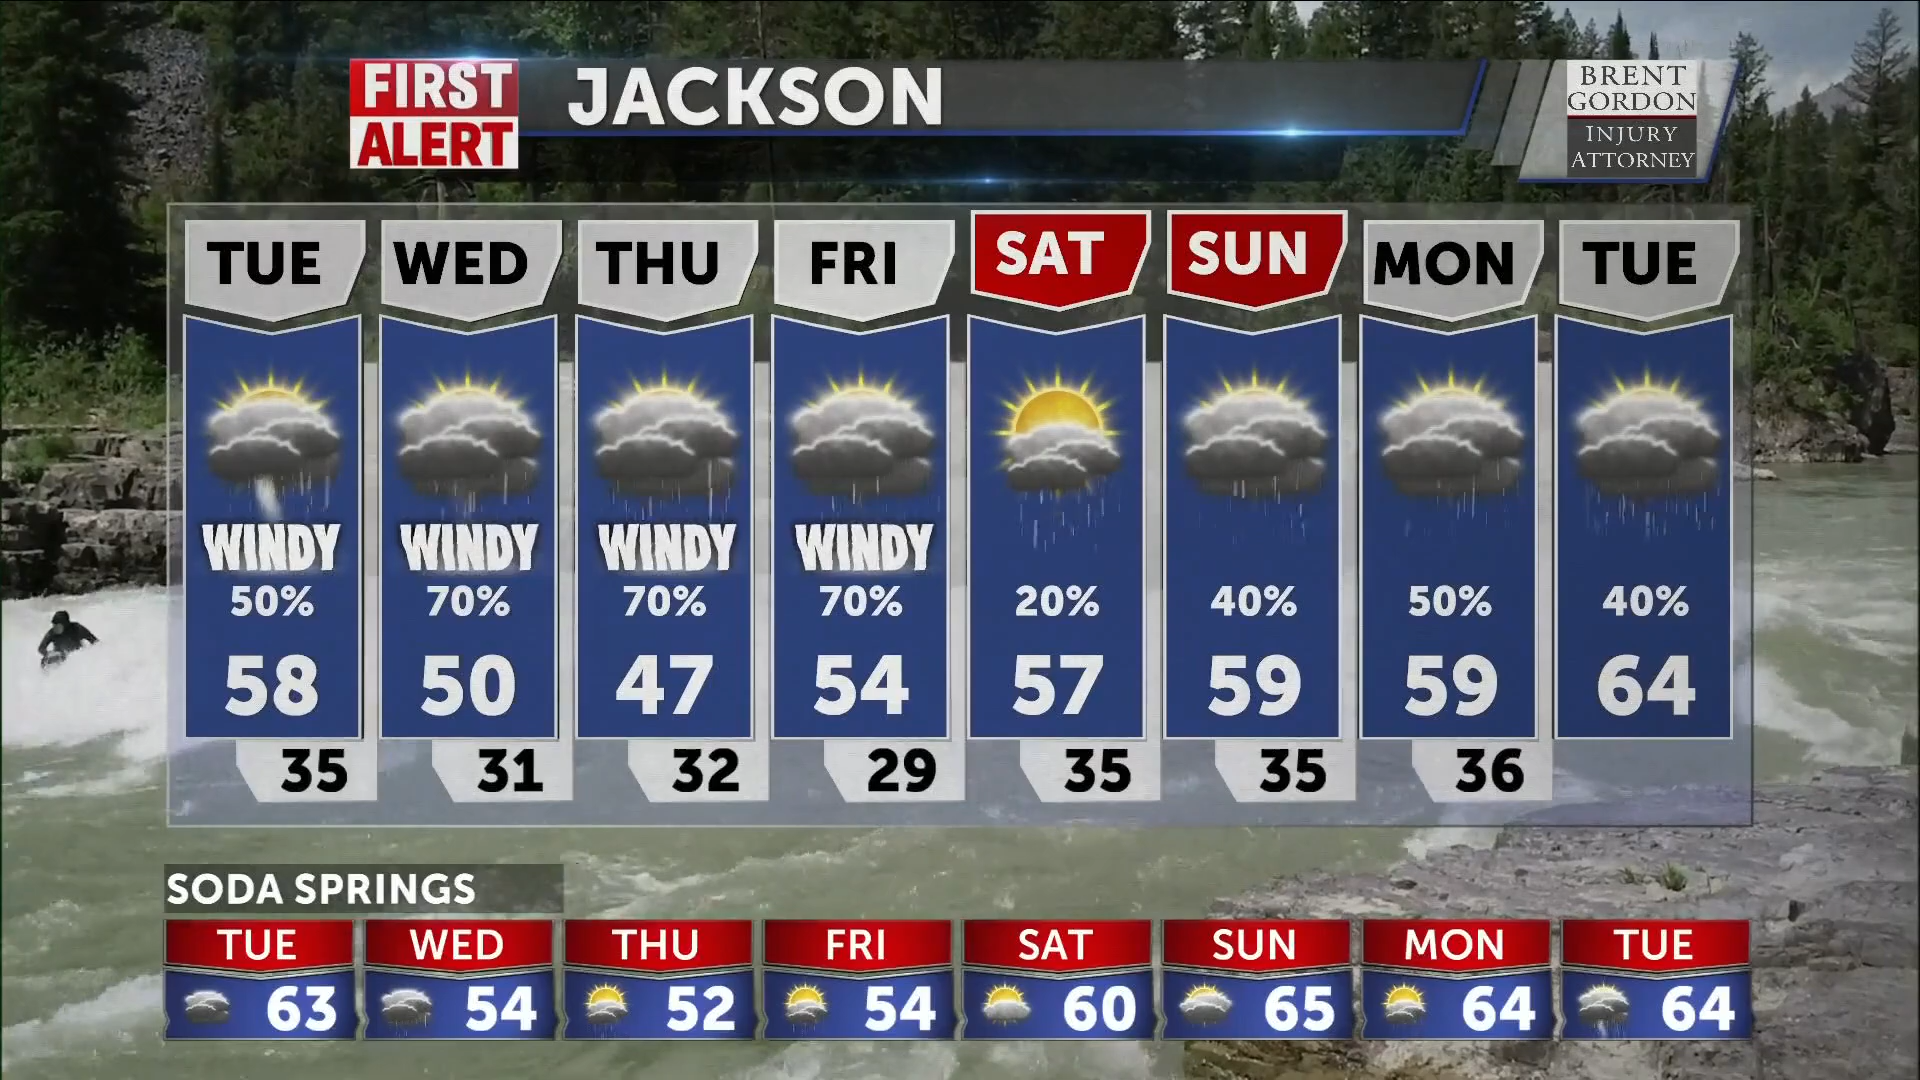 FIRST
ALERT
JACKSON
BRENT
GORDON
INJURY
ATTORNEY
TUE WED THU FRI SAT SUN MON TUE
WINDY WINDY WINDY WINDY
50% 70% 70% 70% 20% 40% 50% 40%
58 50 47 54 57 59 59 64
35 31 32 29 35 35 36
SODA SPRINGS
TUE WED THU FRI SAT SUN MON TUE
63 54 52 54 60 65 64 64